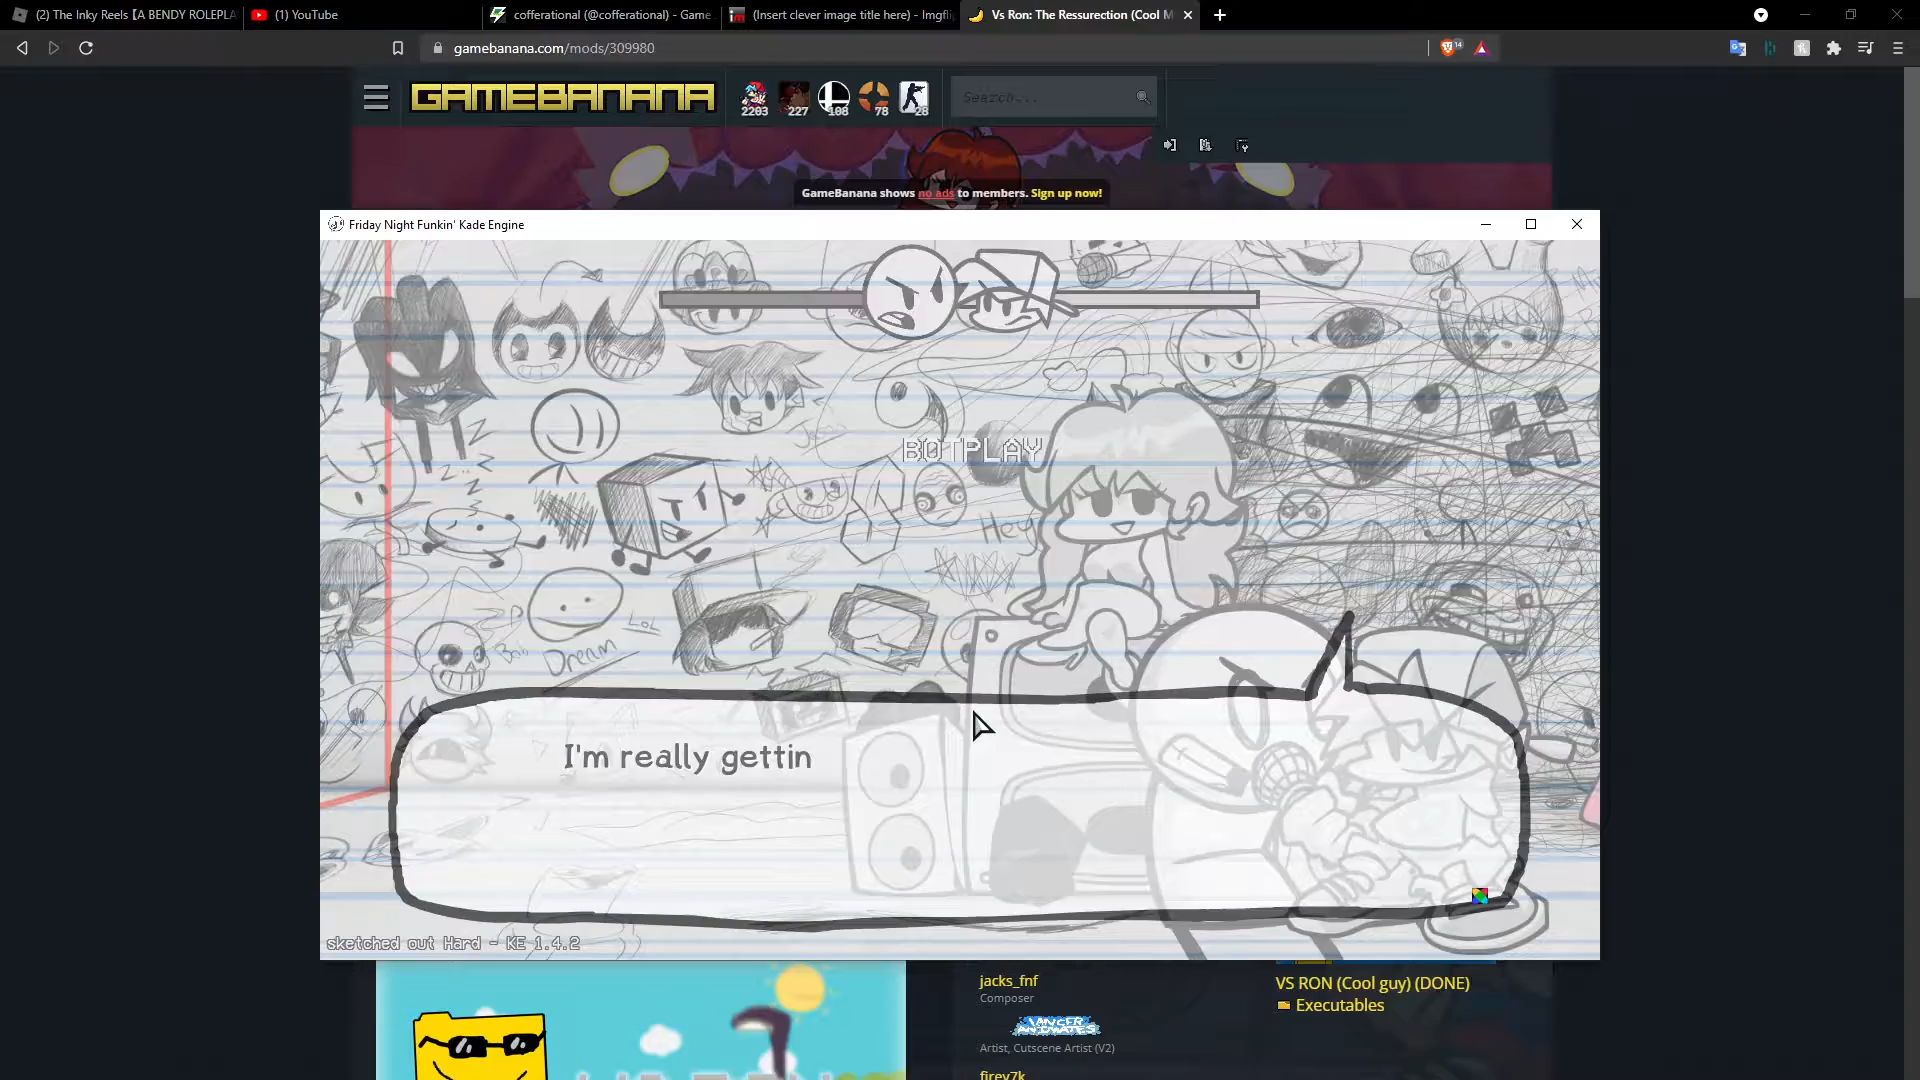 (2) The Inky Reels 【A BENDY ROLEPLA
(1) YouTube
cofferational (@cofferational) - Game
(Insert clever image title here) - Imgfli
Vs Ron: The Ressurection (Cool M
gamebanana.com/mods/309980
14
GAMEBANANA
2203
227
108
78
28
Search...
GameBanana shows no ads to members. Sign up now!
Friday Night Funkin' Kade Engine
BOTPLAY
Hey
LOL
Bob
Dream
I'm really gettin
sketched out Hard - KE 1.4.2
jacks_fnf
Composer
Artist, Cutscene Artist (V2)
firey7k
VS RON (Cool guy) (DONE)
Executables